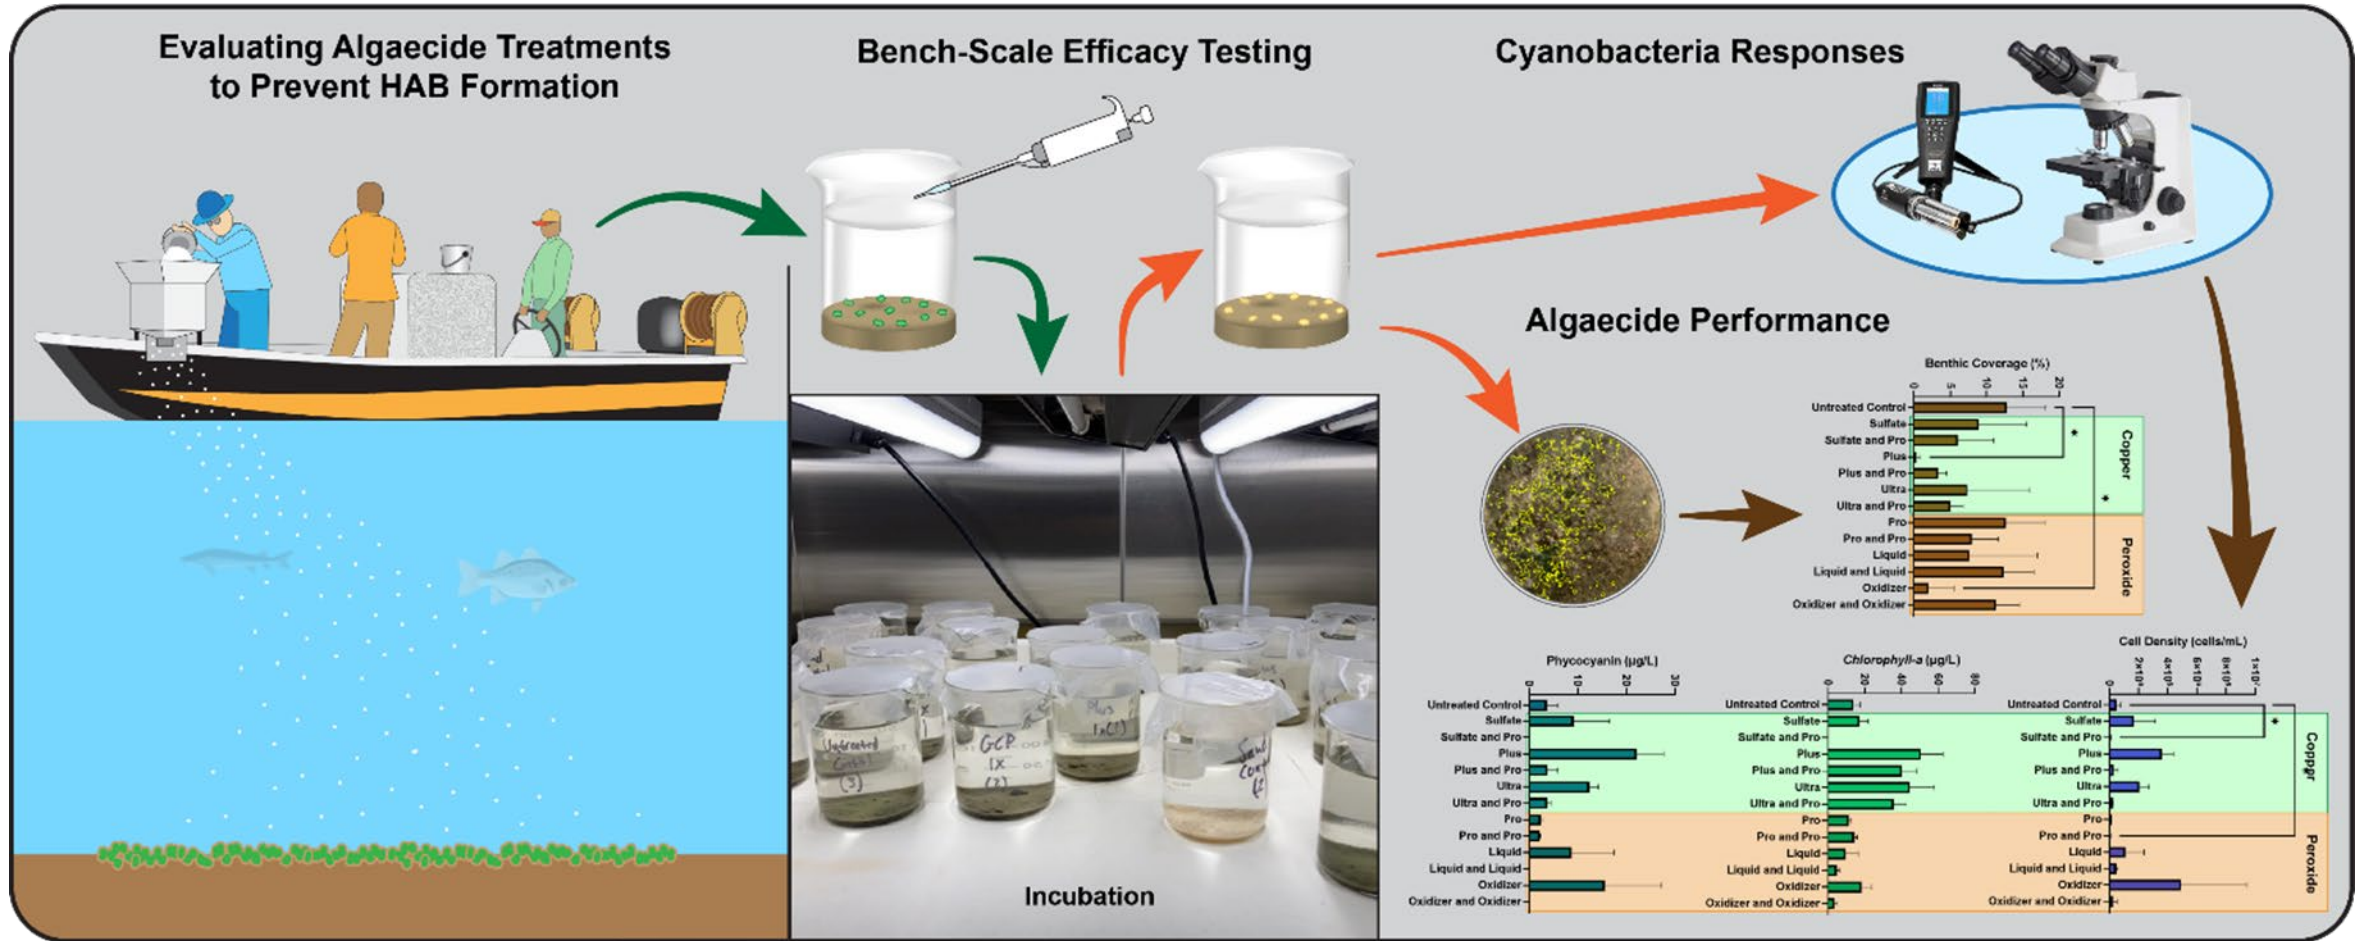 Evaluating Algaecide Treatments
to Prevent HAB Formation
Bench-Scale Efficacy Testing
Cyanobacteria Responses
Algaecide Performance
Benthic Coverage (%)
0 5 10 15 20
Untreated Control
Sulfate
Sulfate and Pro
Plus
Plus and Pro
Ultra
Ultra and Pro
Pro
Pro and Pro
Liquid
Liquid and Liquid
Oxidizer
Oxidizer and Oxidizer
*
*
Copper
Peroxide
Untreated
(3)
GCP
1X
(2)
Plus
Incubation
Phycocyanin (µg/L)
0 10 20 30
Untreated Control
Sulfate
Sulfate and Pro
Plus
Plus and Pro
Ultra
Ultra and Pro
Pro
Pro and Pro
Liquid
Liquid and Liquid
Oxidizer
Oxidizer and Oxidizer
Chlorophyll-a (µg/L)
0 20 40 60 80
Untreated Control
Sulfate
Sulfate and Pro
Plus
Plus and Pro
Ultra
Ultra and Pro
Pro
Pro and Pro
Liquid
Liquid and Liquid
Oxidizer
Oxidizer and Oxidizer
Cell Density (cells/mL)
0
Untreated Control
Sulfate
Sulfate and Pro
Plus
Plus and Pro
Ultra
Ultra and Pro
Pro
Pro and Pro
Liquid
Liquid and Liquid
Oxidizer
Oxidizer and Oxidizer
*
Copper
Peroxide